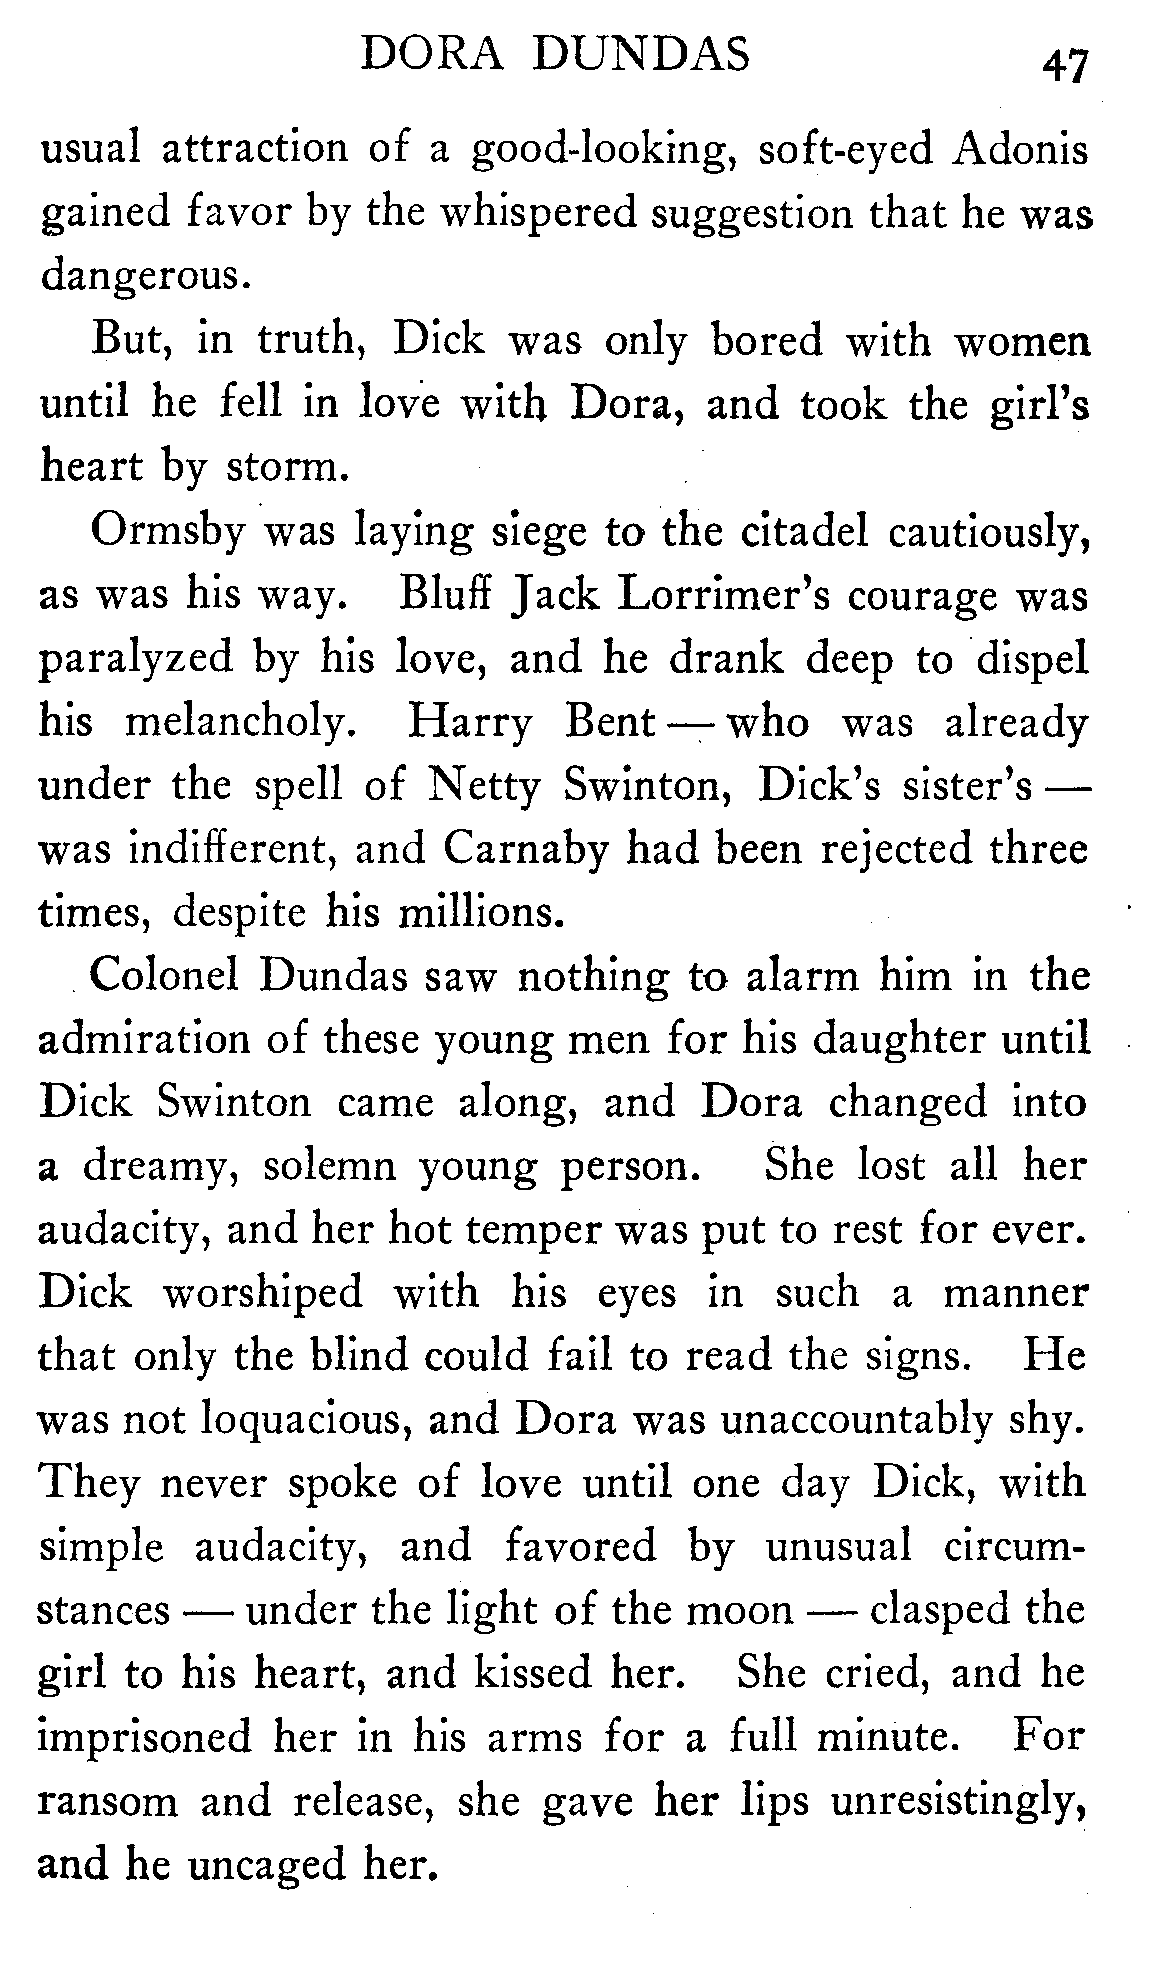 DORA DUNDAS 47
usual attraction of a good-looking, soft-eyed Adonis
gained favor by the whispered suggestion that he was
dangerous.
But, in truth, Dick was only bored with women
until he fell in love with Dora, and took the girl's
heart by storm.
Ormsby was laying siege to the citadel cautiously,
as was his way. Bluff Jack Lorrimer's courage was
paralyzed by his love, and he drank deep to dispel
his melancholy. Harry Bent — who was already
under the spell of Netty Swinton, Dick's sister's —
was indifferent, and Carnaby had been rejected three
times, despite his millions.
Colonel Dundas saw nothing to alarm him in the
admiration of these young men for his daughter until
Dick Swinton came along, and Dora changed into
a dreamy, solemn young person. She lost all her
audacity, and her hot temper was put to rest for ever.
Dick worshiped with his eyes in such a manner
that only the blind could fail to read the signs. He
was not loquacious, and Dora was unaccountably shy.
They never spoke of love until one day Dick, with
simple audacity, and favored by unusual circum-
stances — under the light of the moon — clasped the
girl to his heart, and kissed her. She cried, and he
imprisoned her in his arms for a full minute. For
ransom and release, she gave her lips unresistingly,
and he uncaged her.